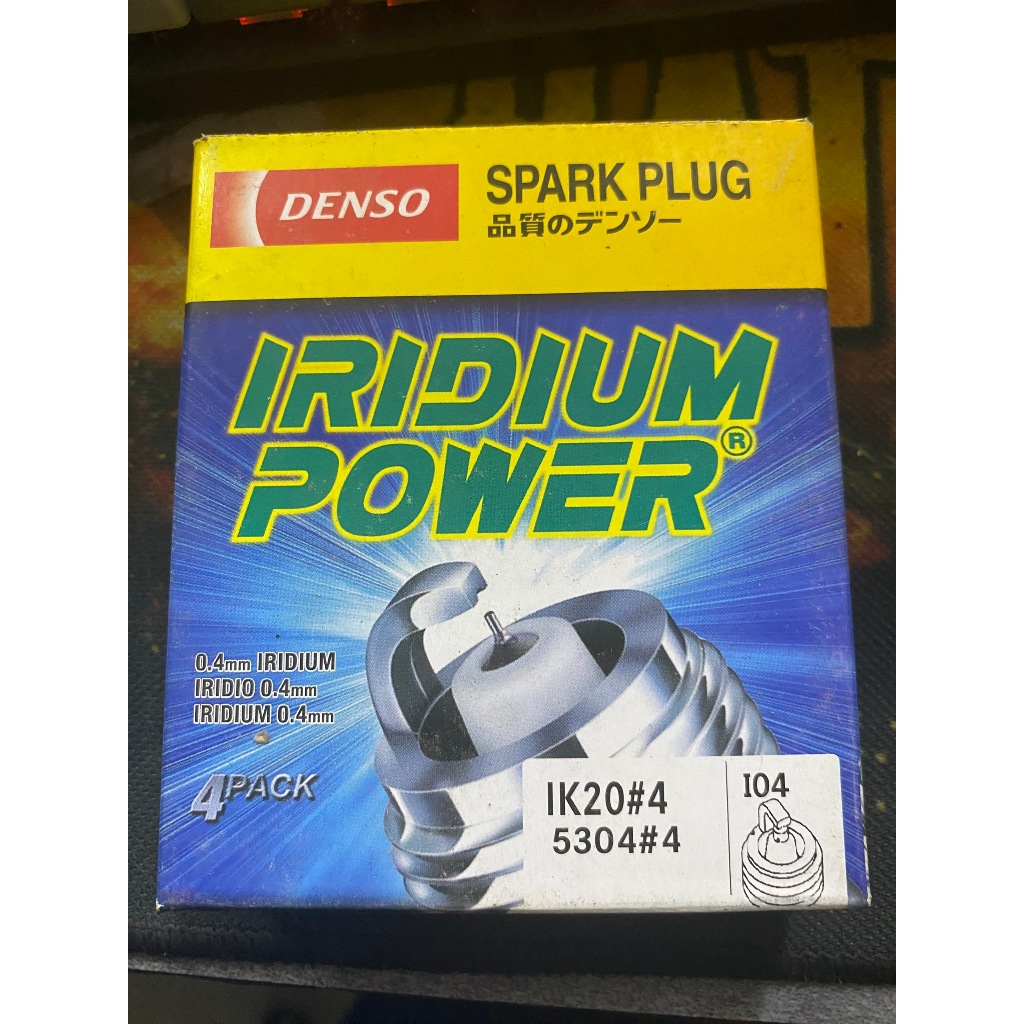 DENSO
SPARK PLUG
品質のデンソー
IRIDIUM
POWER®
0.4mm IRIDIUM
IRIDIO 0.4mm
IRIDIUM 0.4mm
4PACK
IK20#4
5304#4
I04